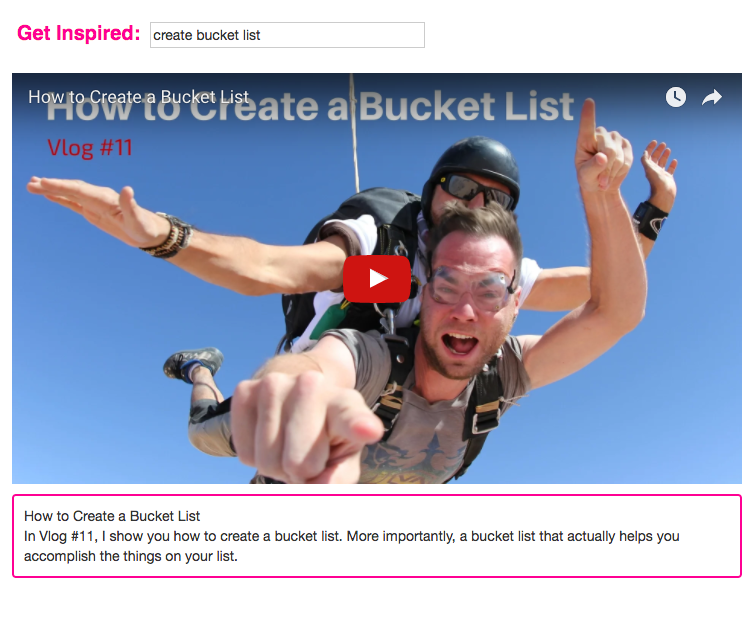 Get Inspired: create bucket list
How to Create a Bucket List
How to Create a Bucket List
Vlog #11
How to Create a Bucket List
In Vlog #11, I show you how to create a bucket list. More importantly, a bucket list that actually helps you
accomplish the things on your list.